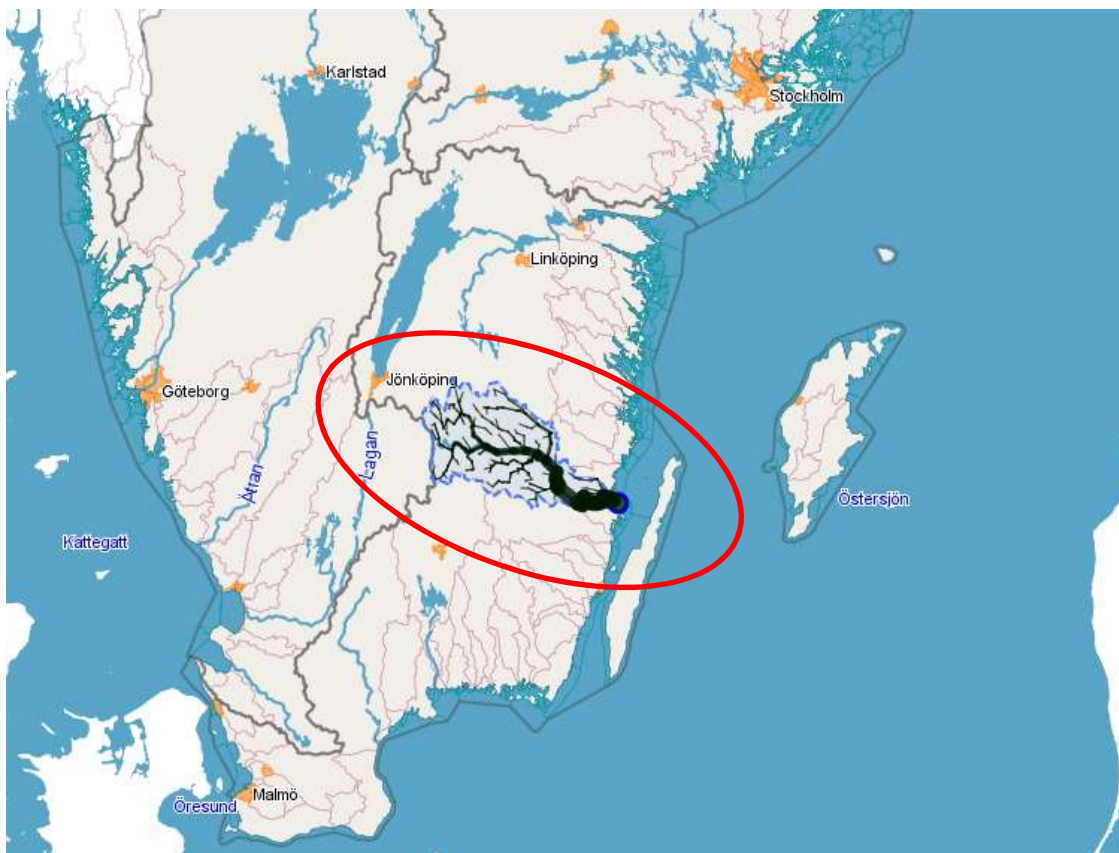 Karlstad
Stockholm
Linköping
Jönköping
Göteborg
Lagan
Ätran
Östersjön
Kattegatt
Öresund
Malmö